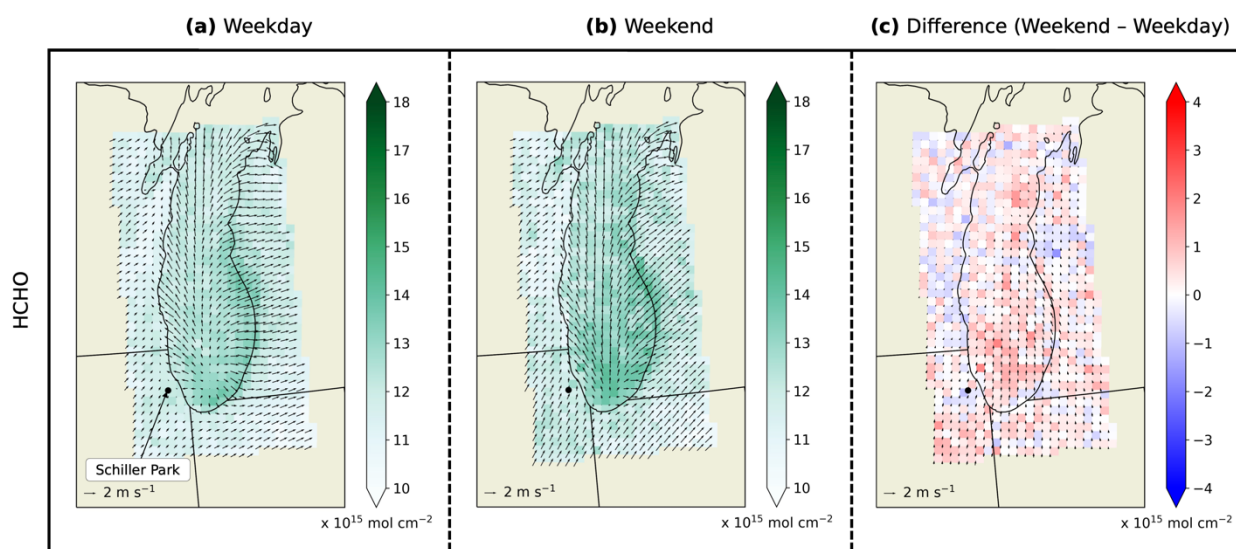 (a) Weekday
(b) Weekend
(c) Difference (Weekend – Weekday)
HCHO
18
17
16
15
14
13
12
11
10
Schiller Park
2 m s⁻¹
x 10¹⁵ mol cm⁻²
18
17
16
15
14
13
12
11
10
2 m s⁻¹
x 10¹⁵ mol cm⁻²
4
3
2
1
0
−1
−2
−3
−4
2 m s⁻¹
x 10¹⁵ mol cm⁻²